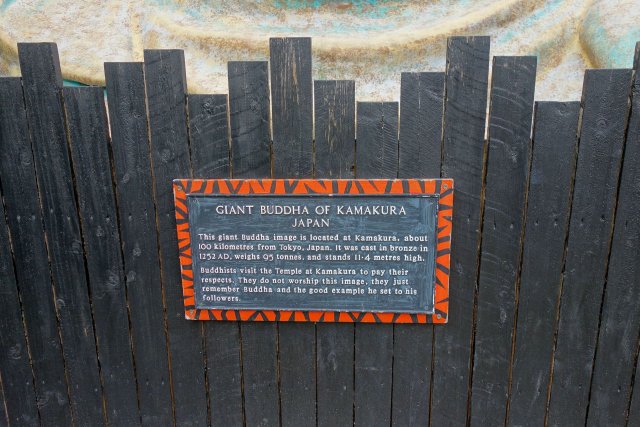 GIANT BUDDHA OF KAMAKURA
JAPAN
This giant Buddha image is located at Kamakura, about
100 kilometres from Tokyo, Japan. It was cast in bronze in
1252 AD, weighs 95 tonnes, and stands 11·4 metres high.
Buddhists visit the Temple at Kamakura to pay their
respects. They do not worship this image, they just
remember Buddha and the good example he set to his
followers.